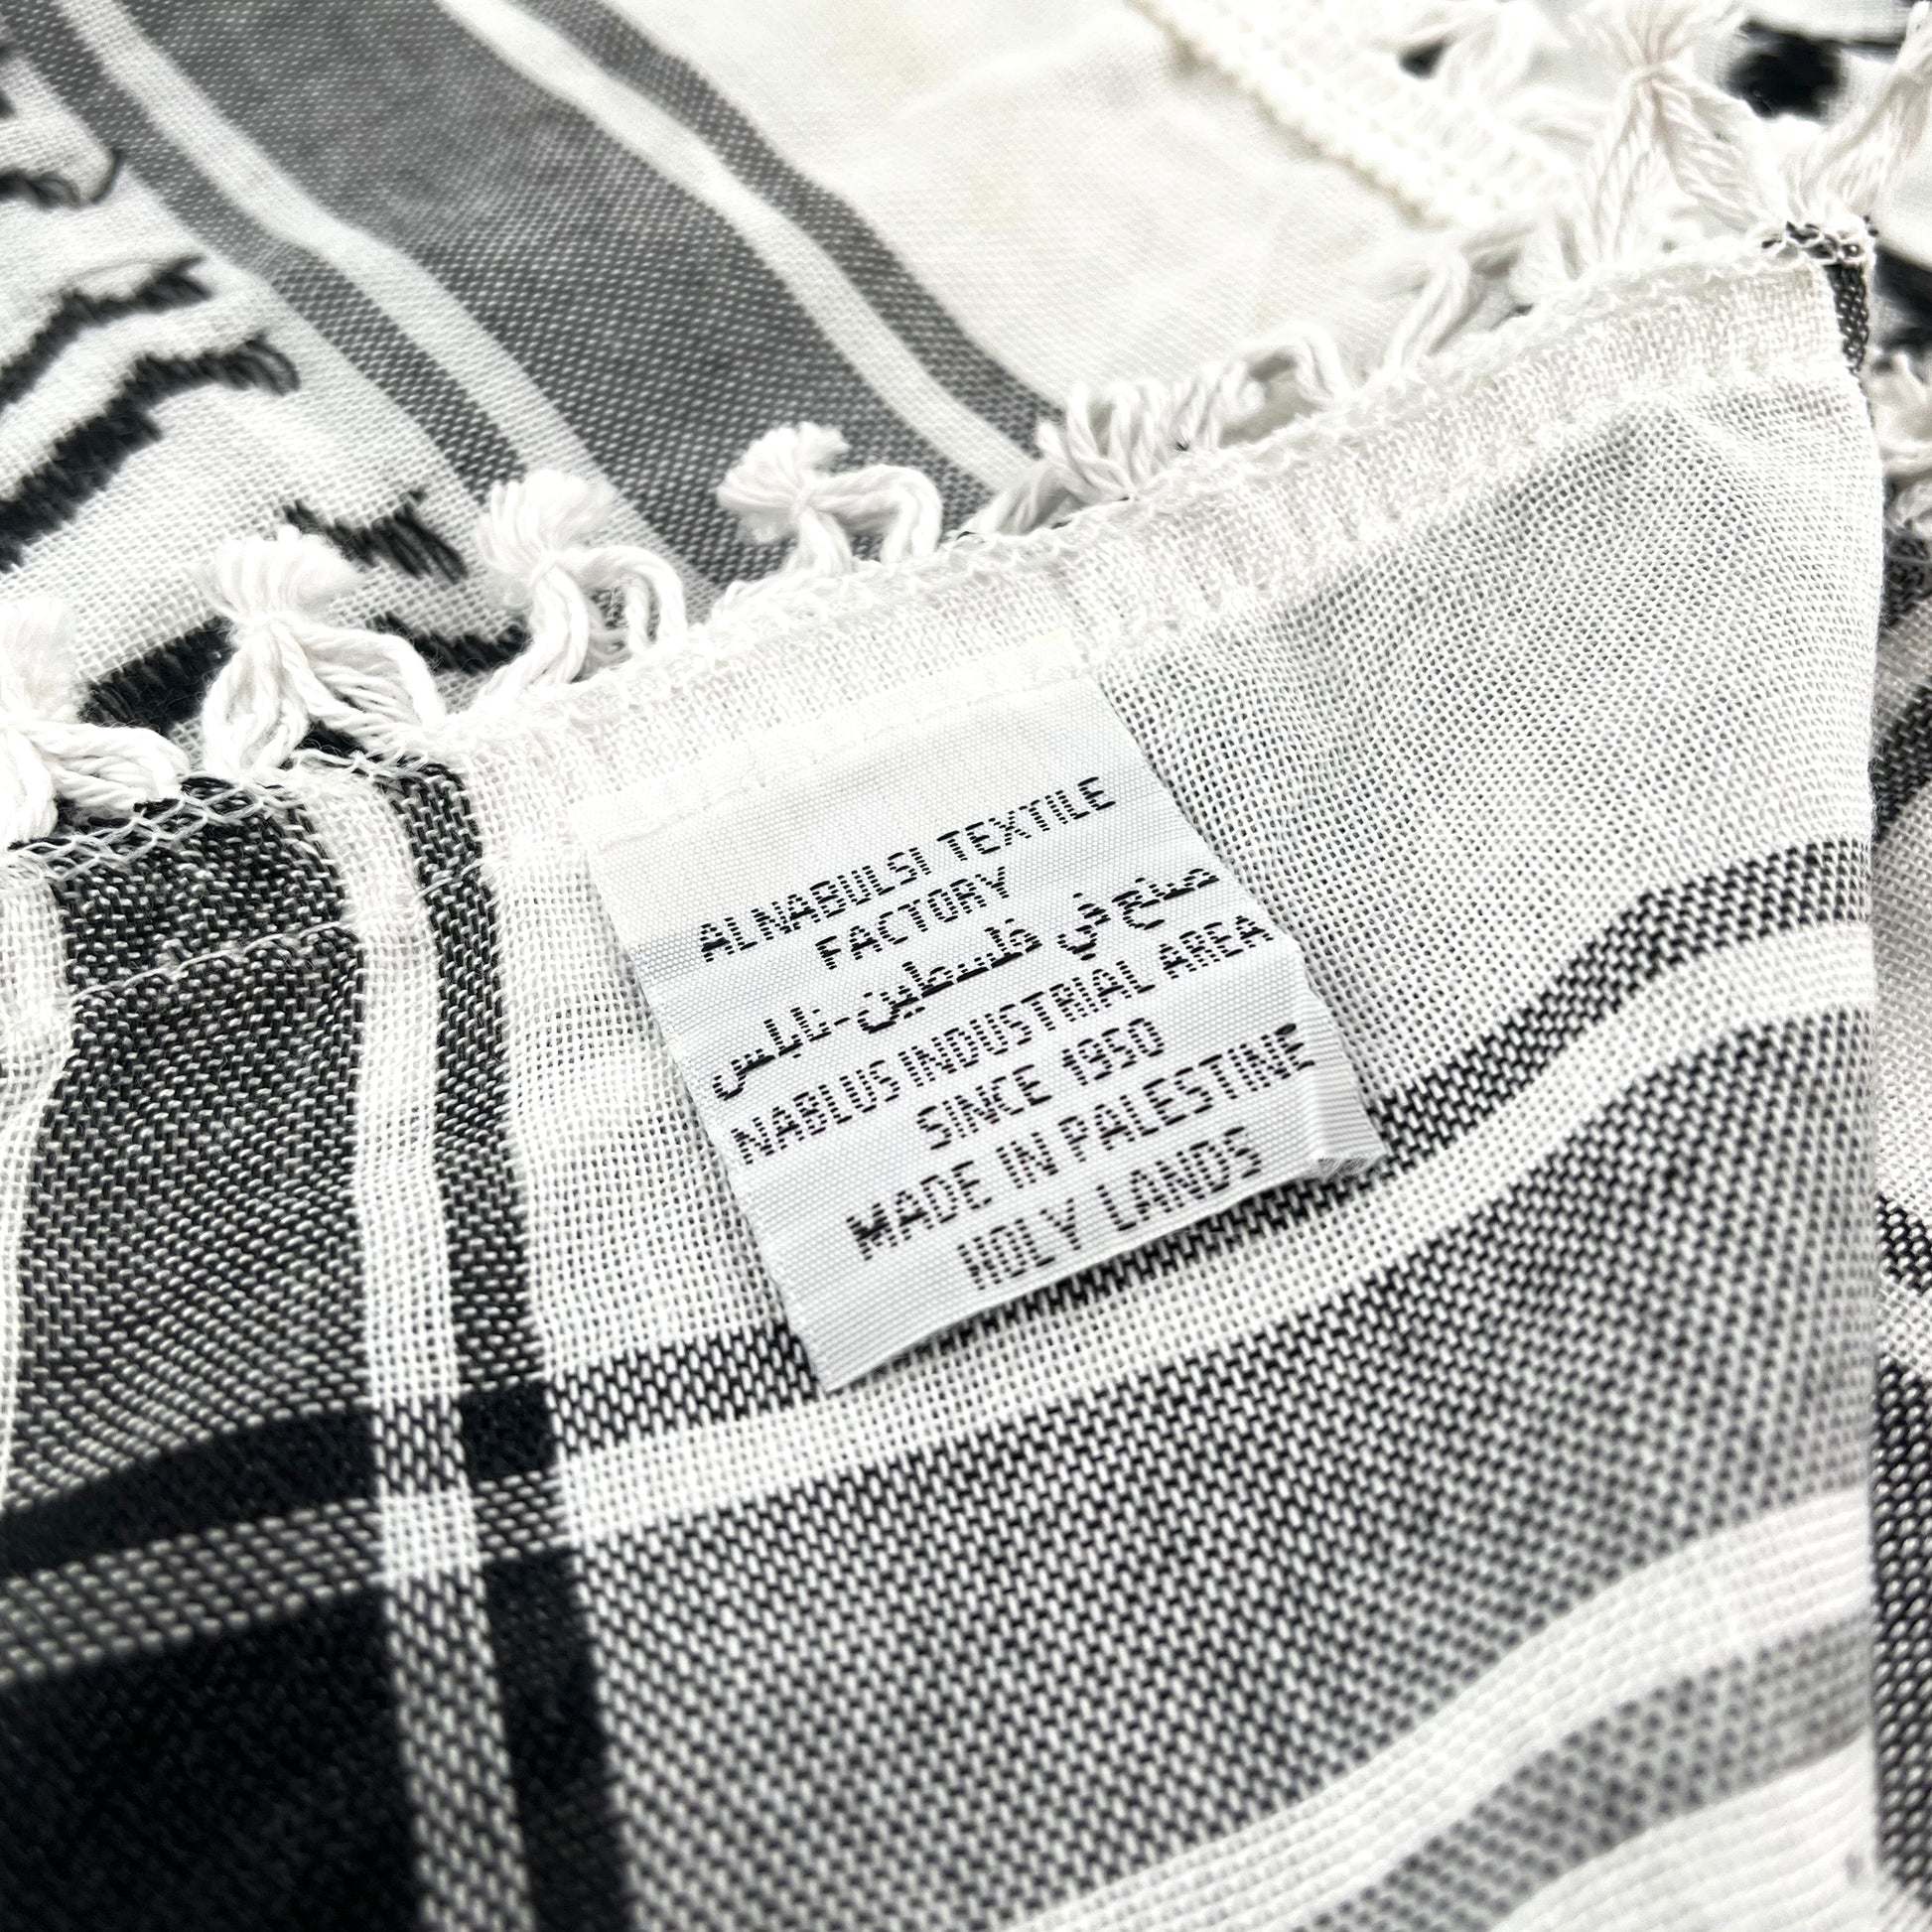 ALNABULSI TEXTILE
FACTORY
صنع في فلسطين-نابلس
NABLUS INDUSTRIAL AREA
SINCE 1950
MADE IN PALESTINE
HOLY LANDS